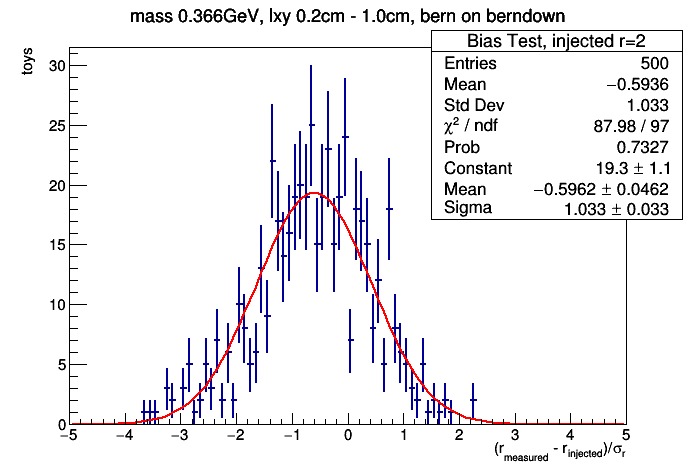 mass 0.366GeV, lxy 0.2cm - 1.0cm, bern on berndown
Bias Test, injected r=2
Entries 500
Mean −0.5936
Std Dev 1.033
χ² / ndf 87.98 / 97
Prob 0.7327
Constant 19.3 ± 1.1
Mean −0.5962 ± 0.0462
Sigma 1.033 ± 0.033
toys
30
25
20
15
10
5
0
−5 −4 −3 −2 −1 0 1 2 3 4 5
(r_measured - r_injected)/σ_r